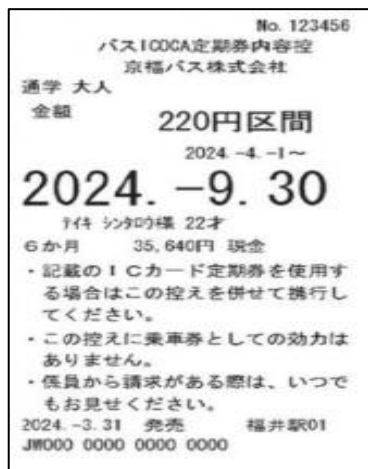 No. 123456
バスICOCA定期券内容控
京福バス株式会社
通学 大人
金額
220円区間
2024. -4. -1～
2024. -9. 30
ﾃｲｷ ｼﾝﾀﾛｳ様 22才
6か月 35,640円 現金
・記載のＩＣカード定期券を使用す
る場合はこの控えを併せて携行し
てください。
・この控えに乗車券としての効力は
ありません。
・係員から請求がある際は、いつで
もお見せください。
2024. -3. 31 発売 福井駅01
JW000 0000 0000 0000